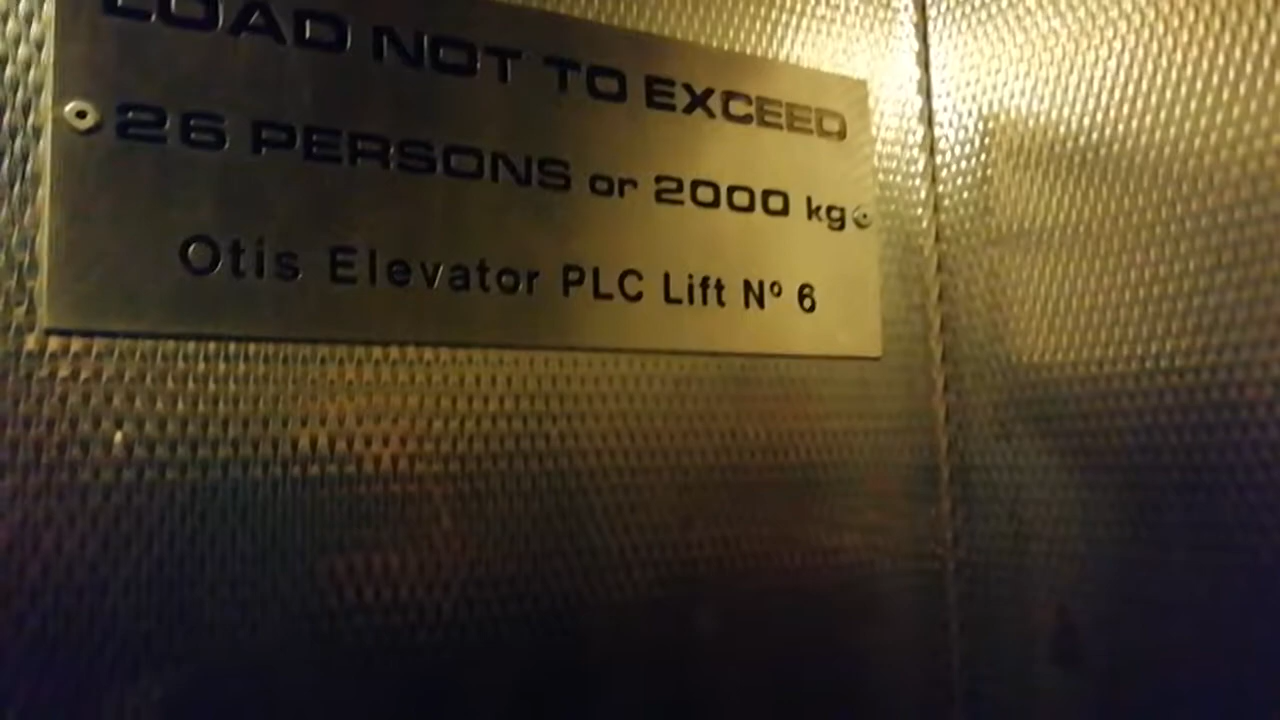 LOAD NOT TO EXCEED
26 PERSONS or 2000 kg
Otis Elevator PLC Lift Nº 6